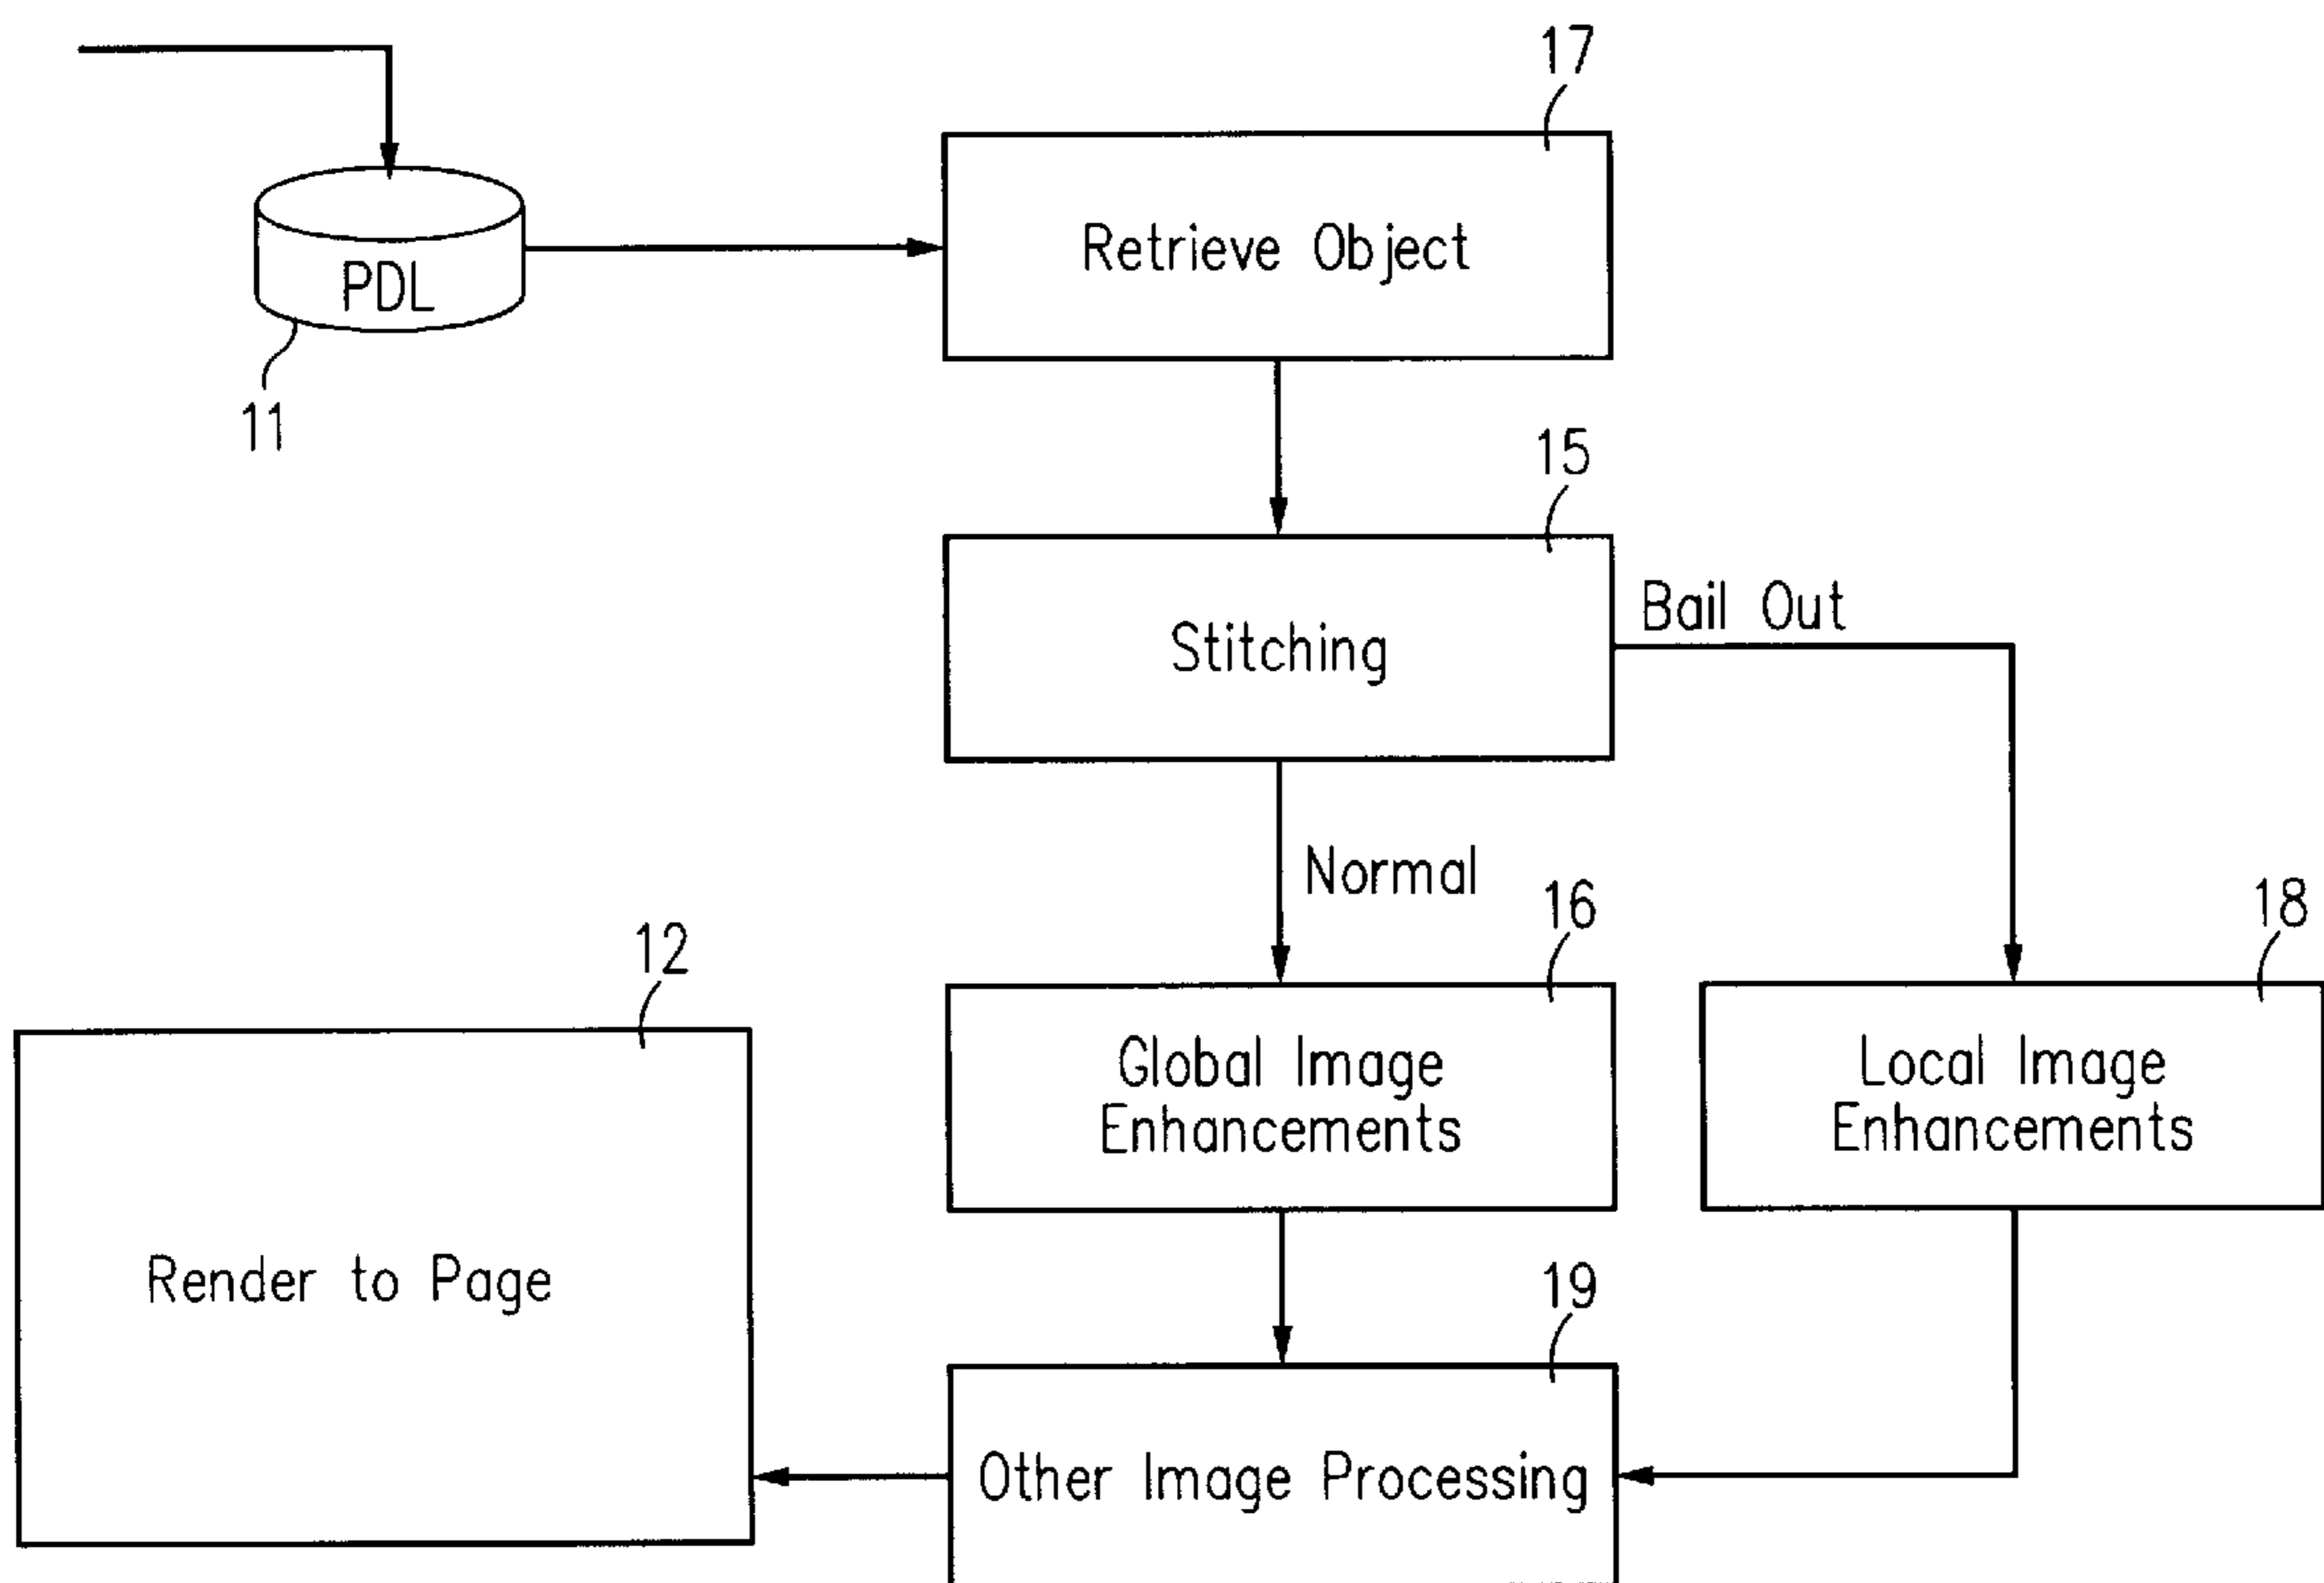 17
Retrieve Object
PDL
11
15
Bail Out
Stitching
Normal
16
18
12
Global Image
Enhancements
Local Image
Enhancements
Render to Page
19
Other Image Processing